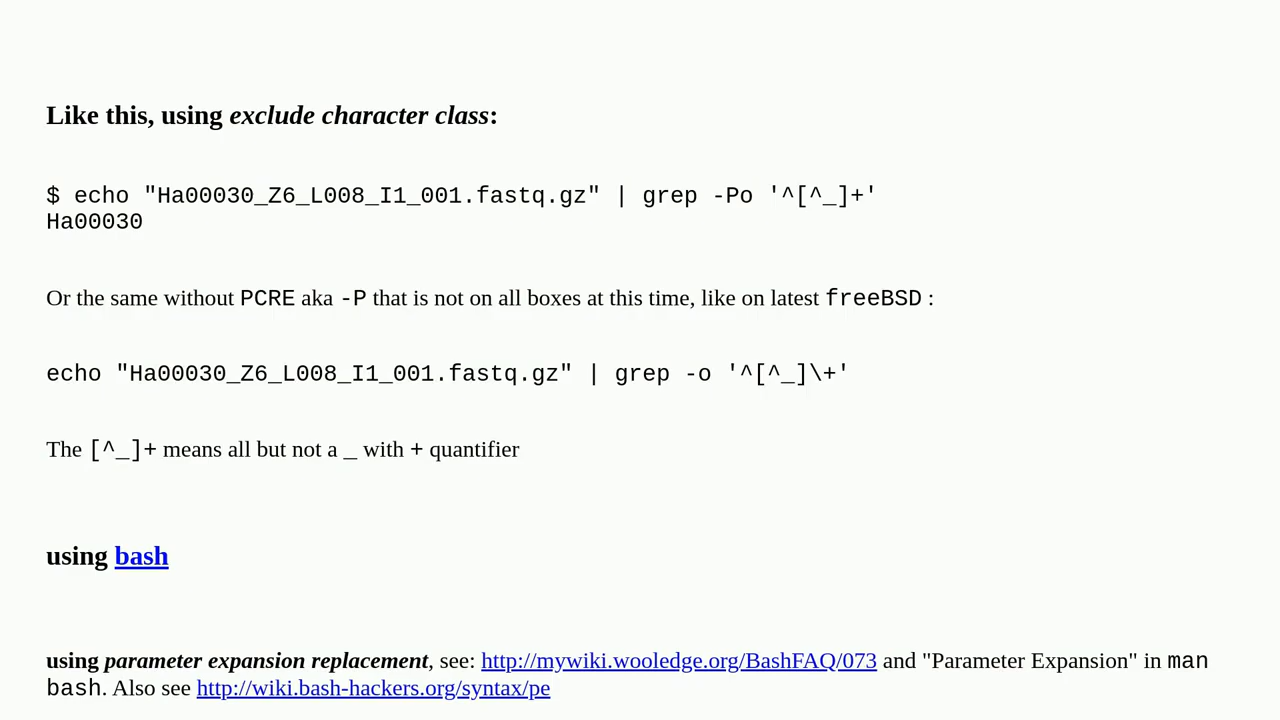 Like this, using exclude character class:
$ echo "Ha00030_Z6_L008_I1_001.fastq.gz" | grep -Po '^[^_]+'
Ha00030
Or the same without PCRE aka -P that is not on all boxes at this time, like on latest freeBSD :
echo "Ha00030_Z6_L008_I1_001.fastq.gz" | grep -o '^[^_]\+'
The [^_]+ means all but not a _ with + quantifier
using bash
using parameter expansion replacement, see: http://mywiki.wooledge.org/BashFAQ/073 and "Parameter Expansion" in man
bash. Also see http://wiki.bash-hackers.org/syntax/pe